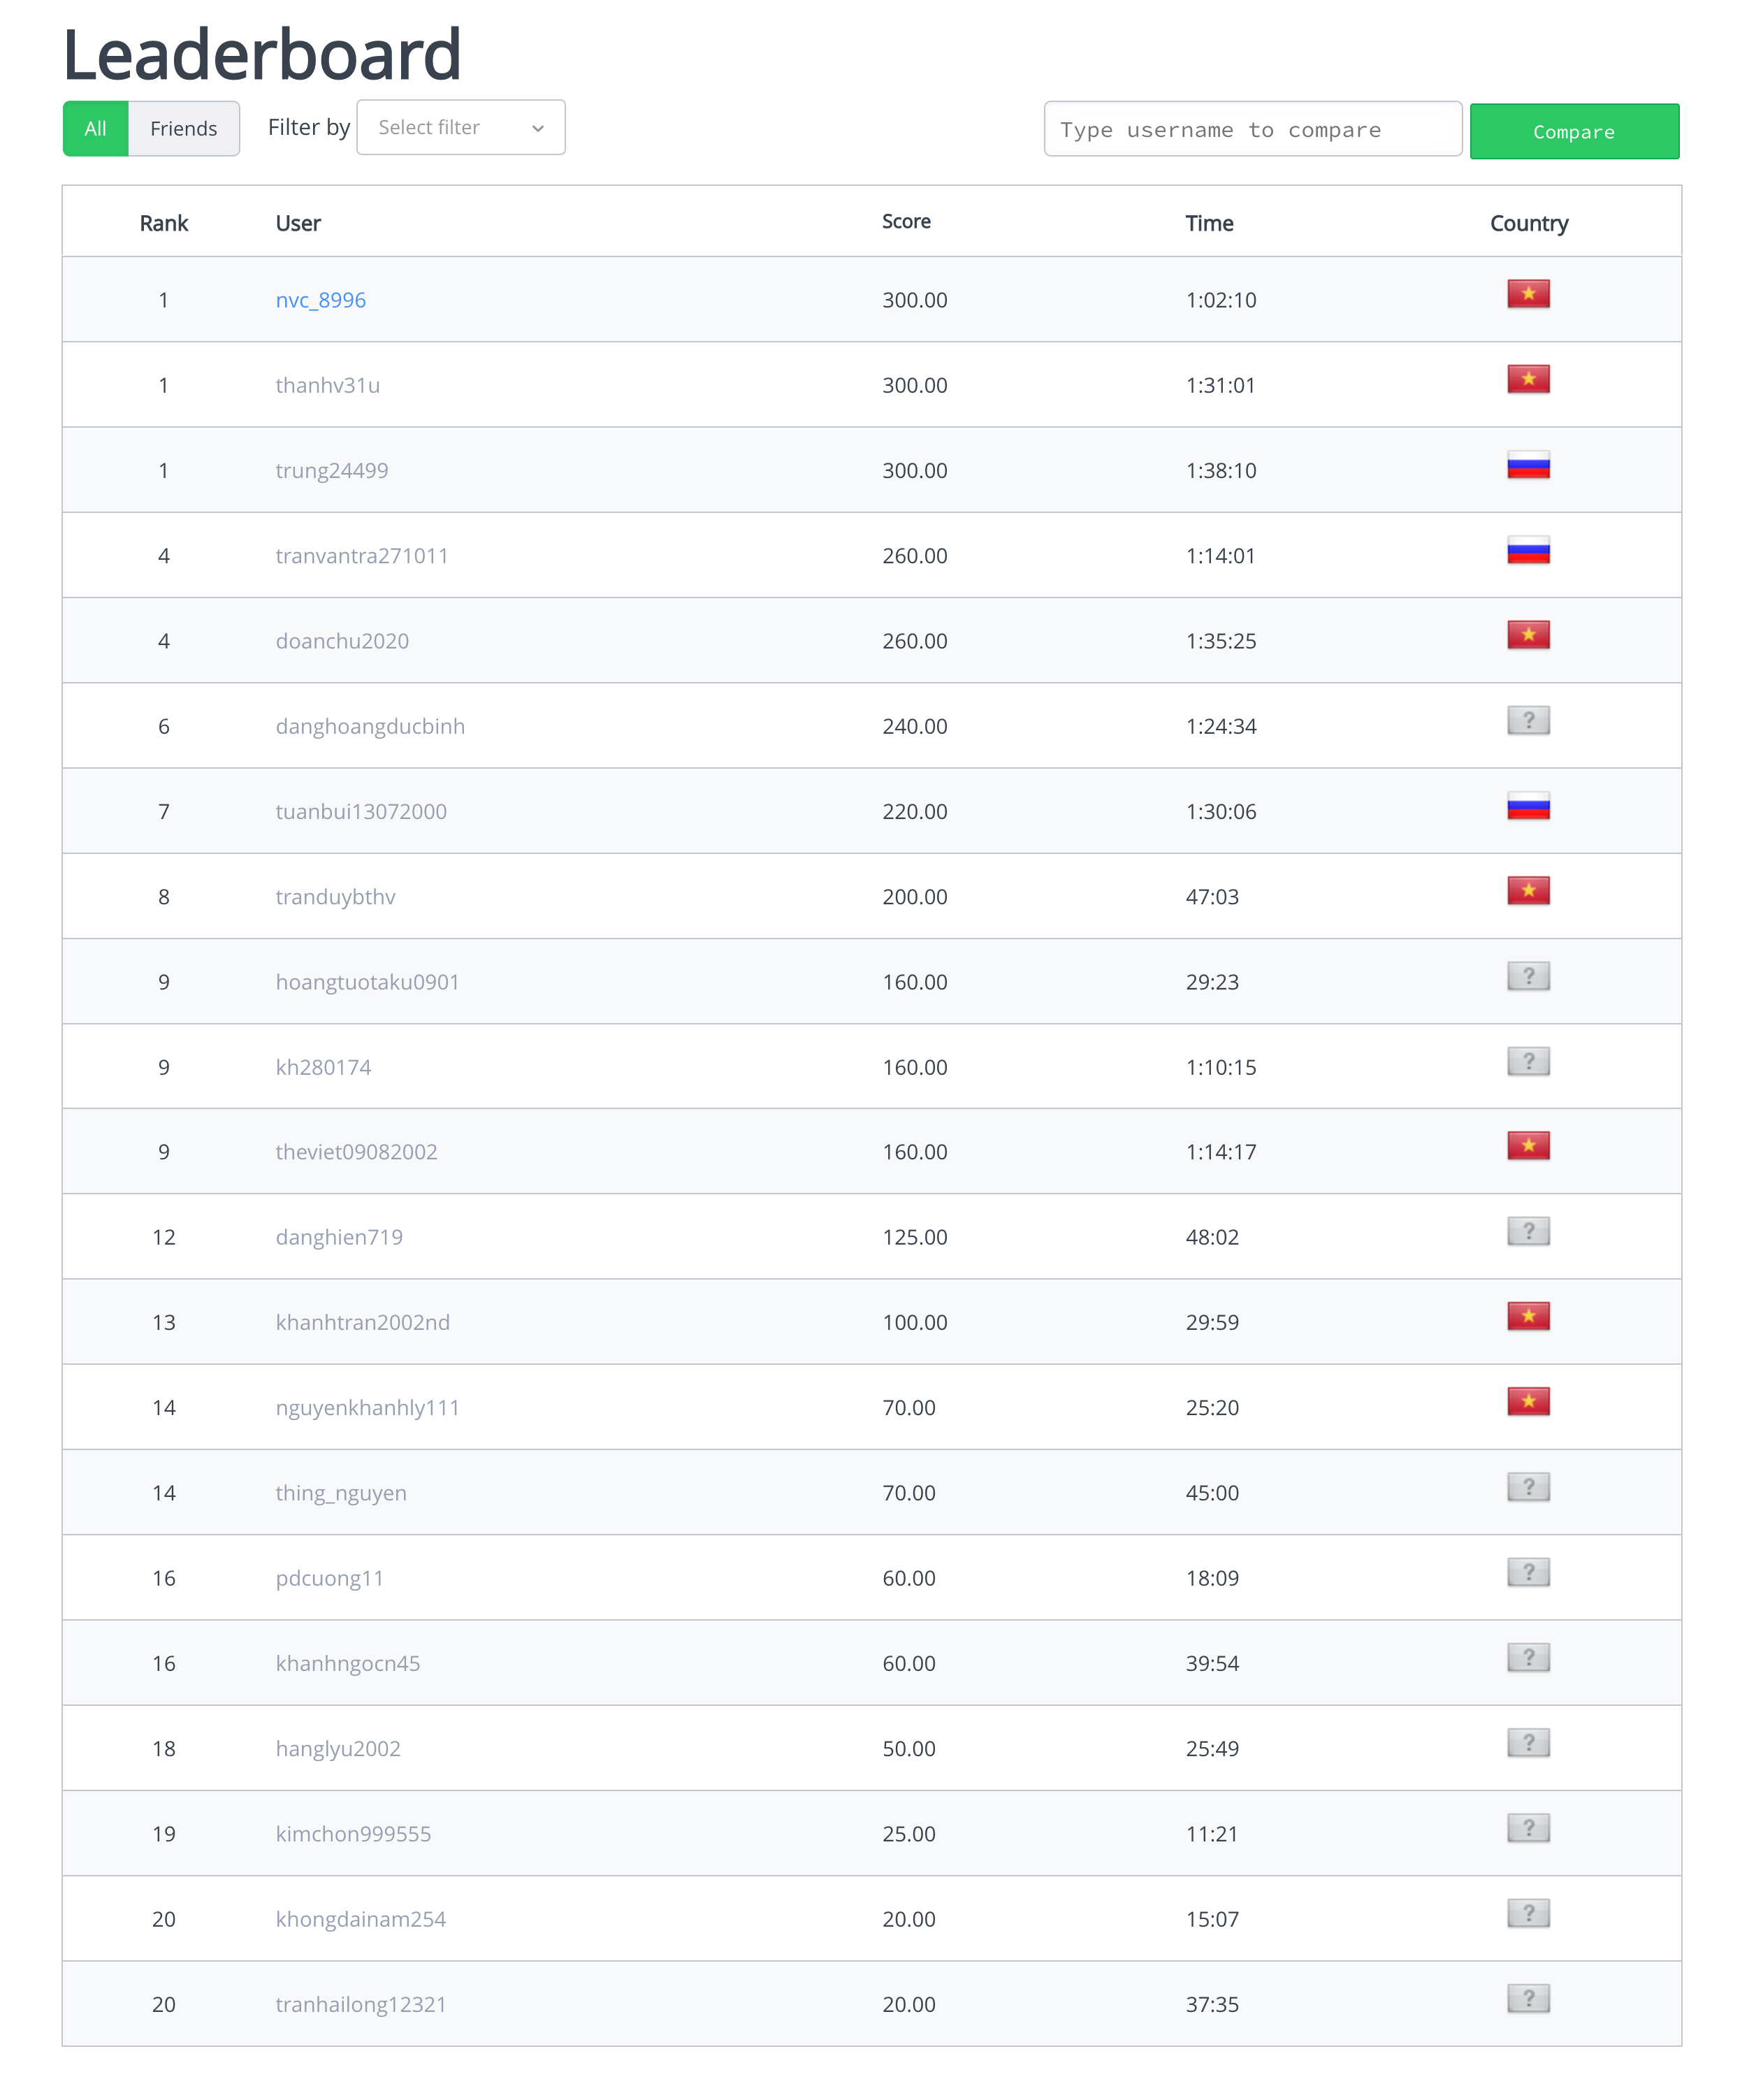 Leaderboard
All Friends Filter by Select filter Type username to compare Compare
Rank User Score Time Country
1 nvc_8996 300.00 1:02:10
1 thanhv31u 300.00 1:31:01
1 trung24499 300.00 1:38:10
4 tranvantra271011 260.00 1:14:01
4 doanchu2020 260.00 1:35:25
6 danghoangducbinh 240.00 1:24:34 ?
7 tuanbui13072000 220.00 1:30:06
8 tranduybthv 200.00 47:03
9 hoangtuotaku0901 160.00 29:23 ?
9 kh280174 160.00 1:10:15 ?
9 theviet09082002 160.00 1:14:17
12 danghien719 125.00 48:02 ?
13 khanhtran2002nd 100.00 29:59
14 nguyenkhanhly111 70.00 25:20
14 thing_nguyen 70.00 45:00 ?
16 pdcuong11 60.00 18:09 ?
16 khanhngocn45 60.00 39:54 ?
18 hanglyu2002 50.00 25:49 ?
19 kimchon999555 25.00 11:21 ?
20 khongdainam254 20.00 15:07 ?
20 tranhailong12321 20.00 37:35 ?